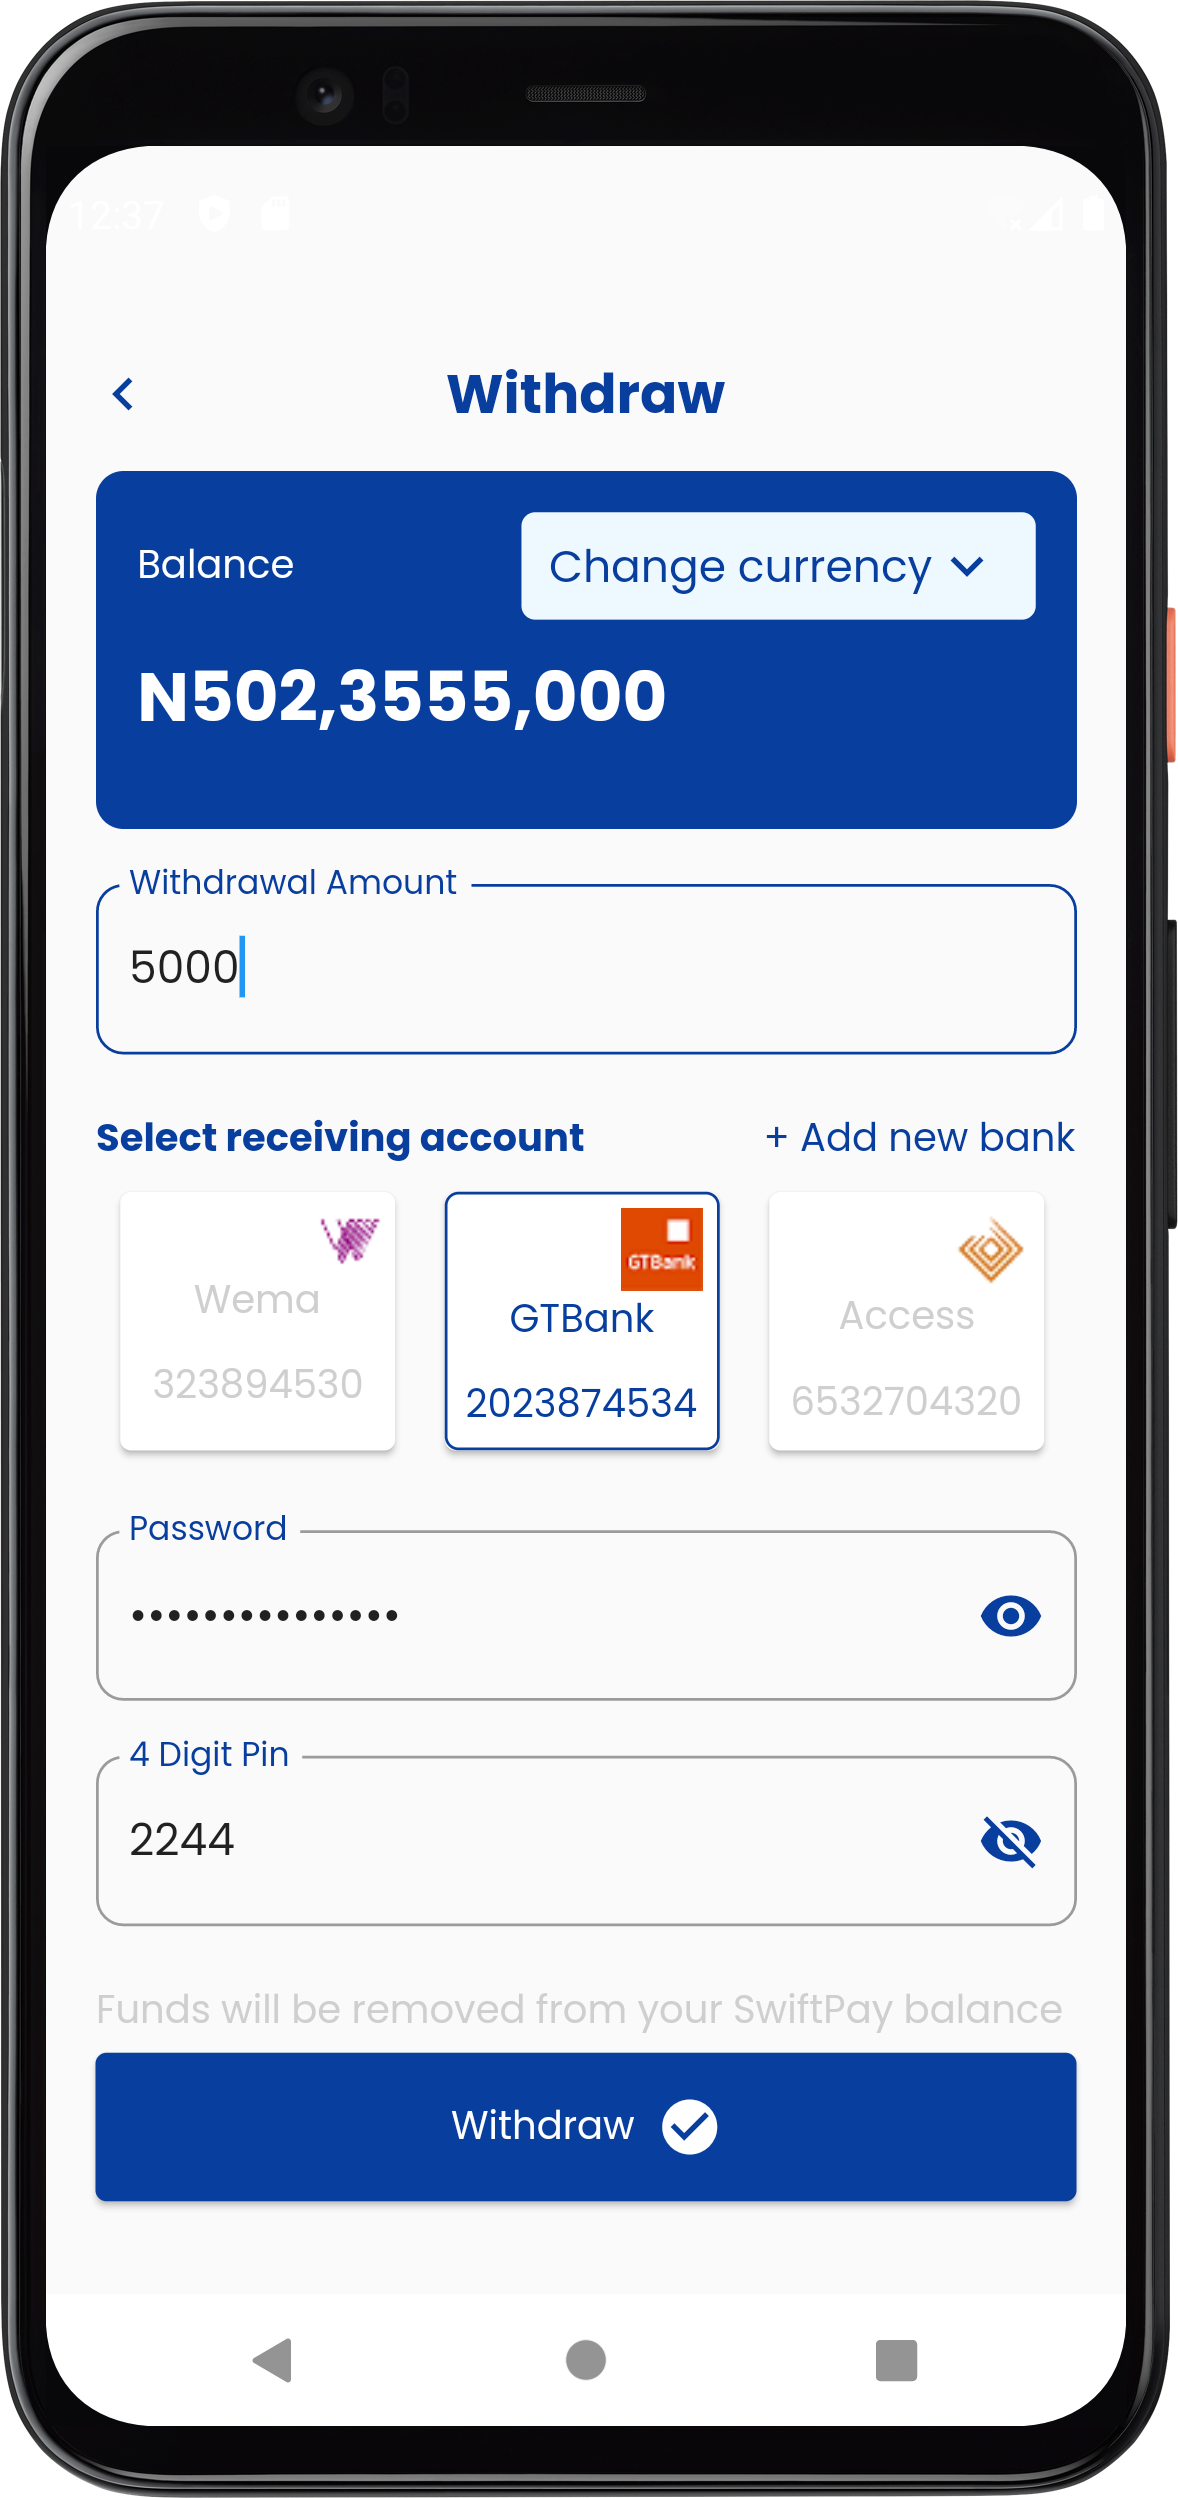 12:37
Withdraw
Balance
Change currency
N502,3555,000
Withdrawal Amount
5000
Select receiving account
+ Add new bank
Wema
323894530
GTBank
GTBank
2023874534
Access
6532704320
Password
•••••••••••••••
4 Digit Pin
2244
Funds will be removed from your SwiftPay balance
Withdraw